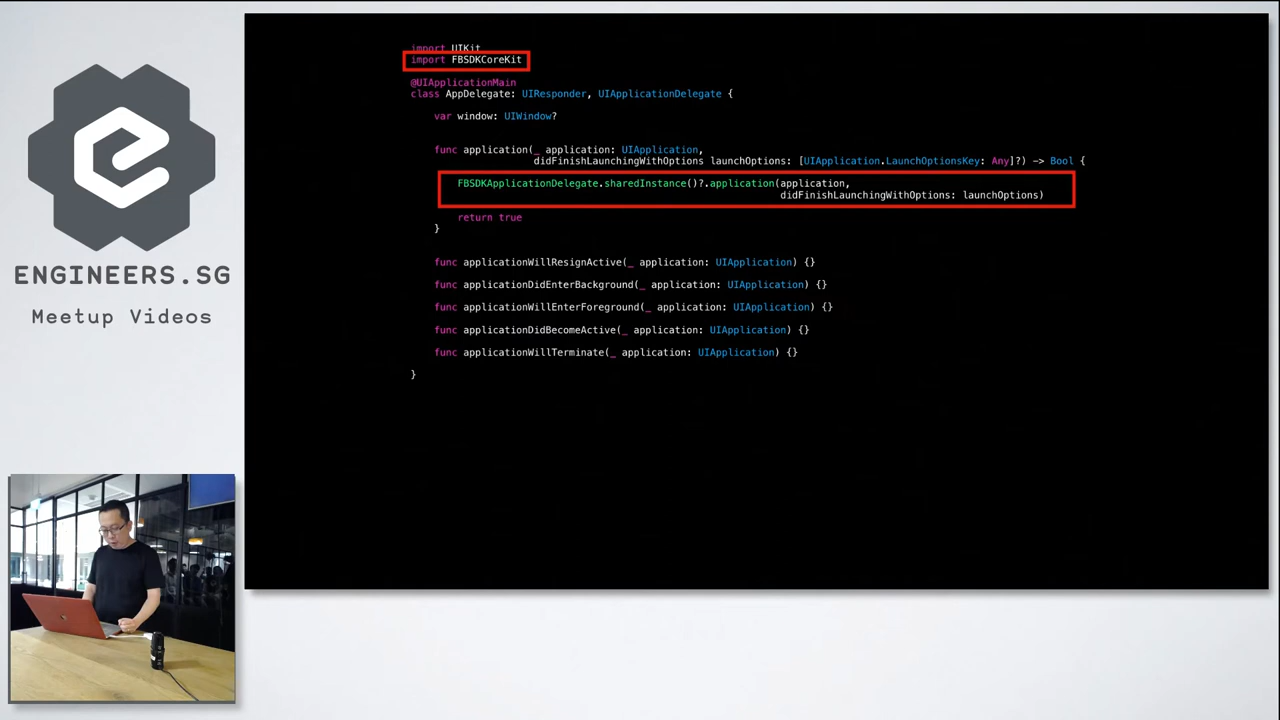 ENGINEERS.SG
Meetup Videos
import UIKit
import FBSDKCoreKit
@UIApplicationMain
class AppDelegate: UIResponder, UIApplicationDelegate {
var window: UIWindow?
func application(_ application: UIApplication,
didFinishLaunchingWithOptions launchOptions: [UIApplication.LaunchOptionsKey: Any]?) -> Bool {
FBSDKApplicationDelegate.sharedInstance()?.application(application,
didFinishLaunchingWithOptions: launchOptions)
return true
}
func applicationWillResignActive(_ application: UIApplication) {}
func applicationDidEnterBackground(_ application: UIApplication) {}
func applicationWillEnterForeground(_ application: UIApplication) {}
func applicationDidBecomeActive(_ application: UIApplication) {}
func applicationWillTerminate(_ application: UIApplication) {}
}